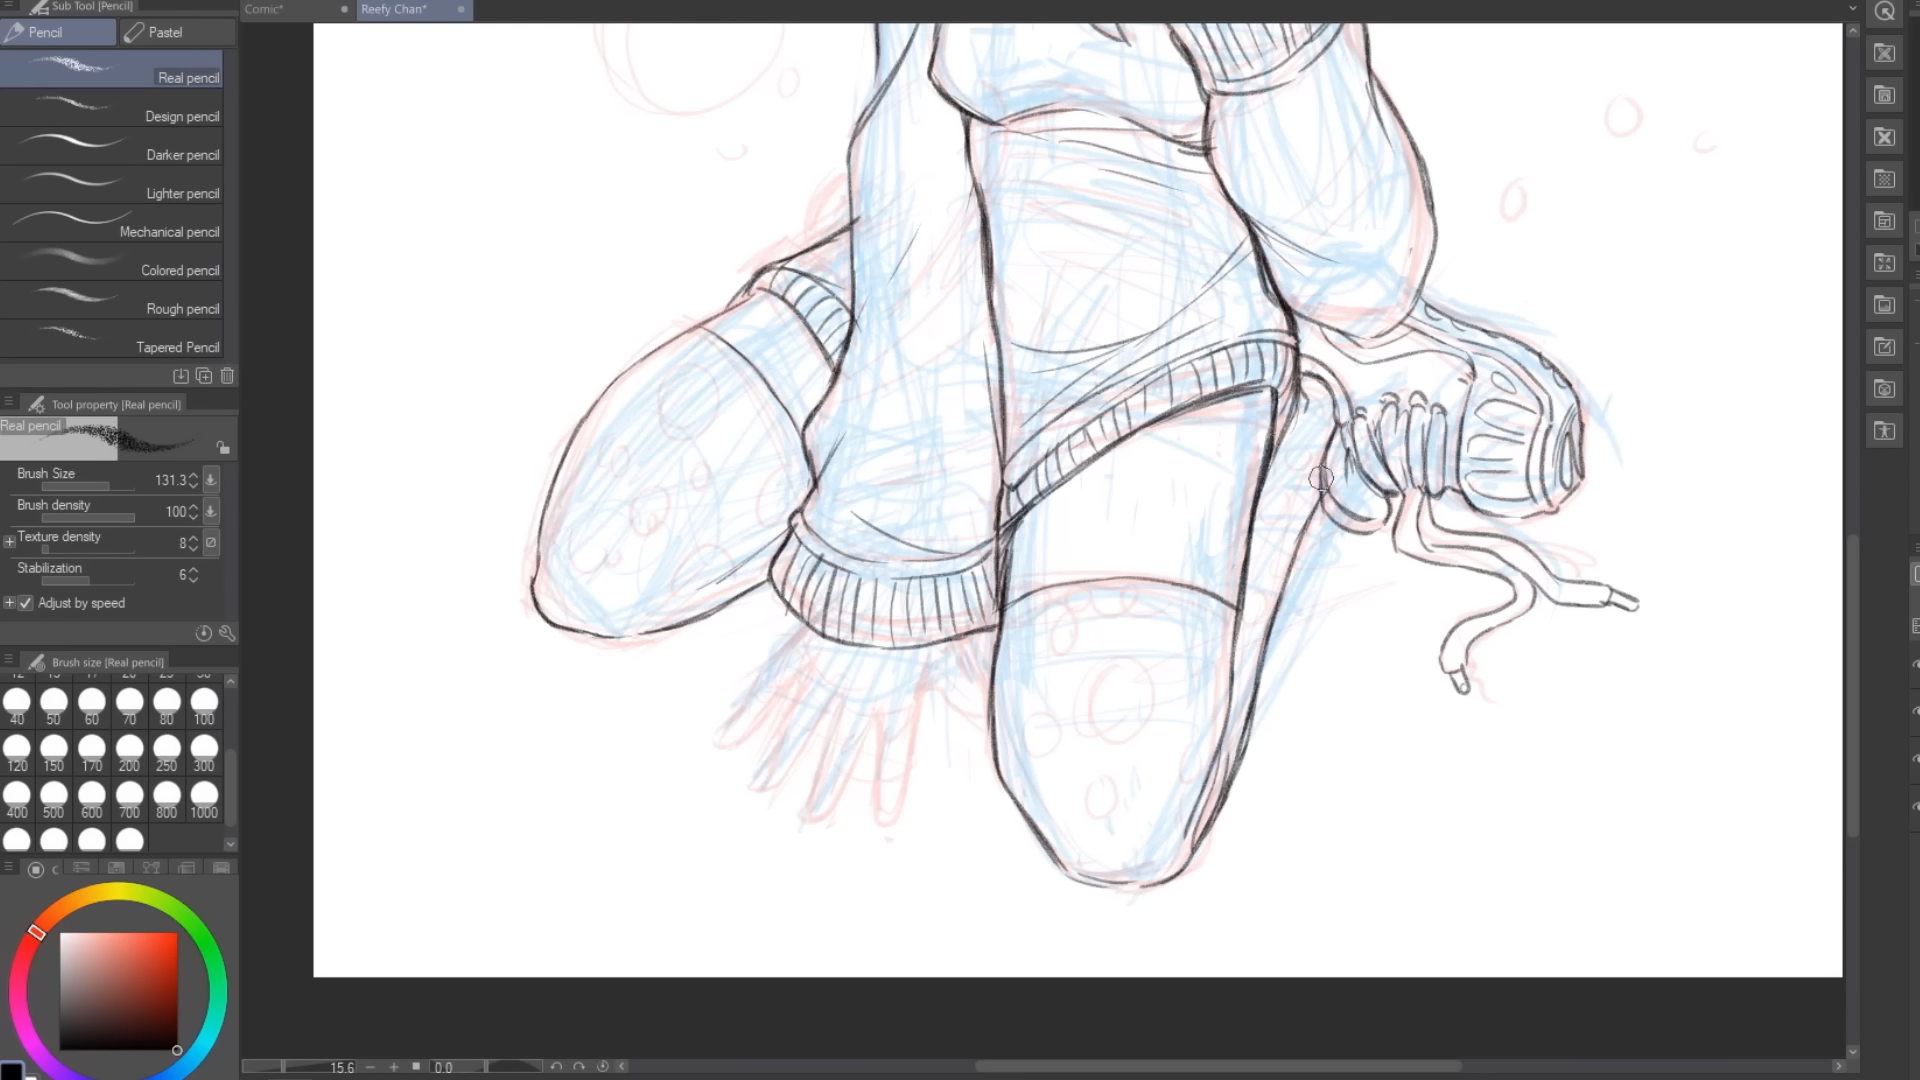 Sub Tool [Pencil]
Comic*
Reefy Chan*
Pencil
Pastel
Real pencil
Design pencil
Darker pencil
Lighter pencil
Mechanical pencil
Colored pencil
Rough pencil
Tapered Pencil
Tool property [Real pencil]
Real pencil
Brush Size 131.3
Brush density 100
Texture density 8
Stabilization 6
Adjust by speed
Brush size [Real pencil]
40 50 60 70 80 100
120 150 170 200 250 300
400 500 600 700 800 1000
15.6
0.0